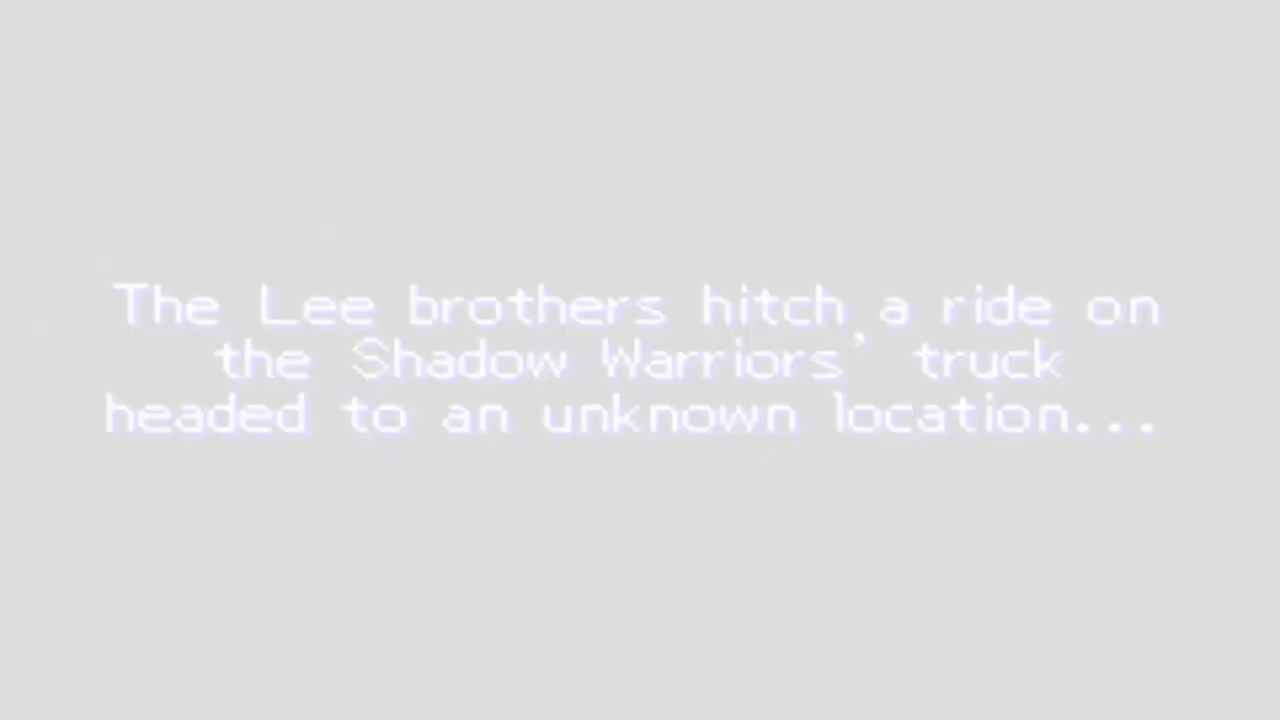 The Lee brothers hitch a ride on
the Shadow Warriors' truck
headed to an unknown location...